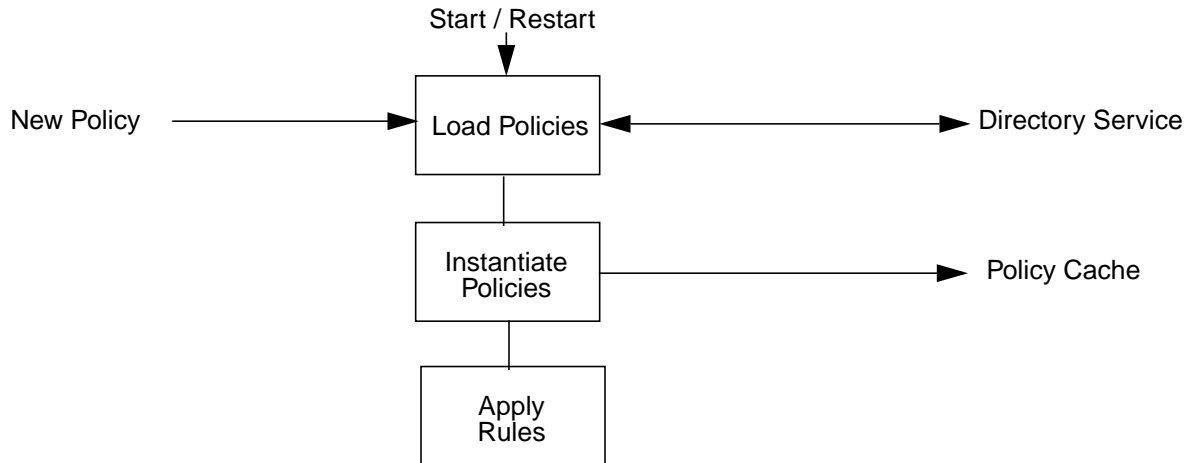 Start / Restart
New Policy
Load Policies
Directory Service
Instantiate
Policies
Policy Cache
Apply
Rules